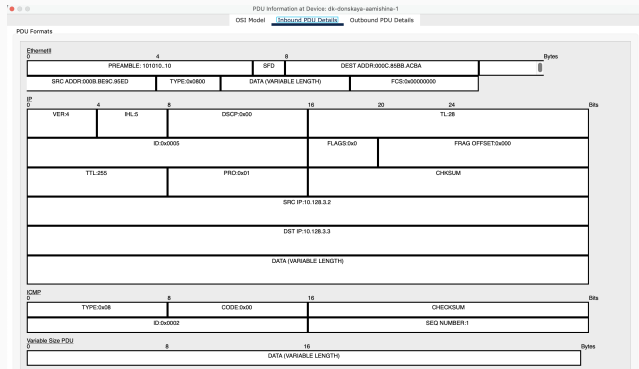 PDU Information at Device: dk-donskaya-aamishina-1
OSI Model Inbound PDU Details Outbound PDU Details
PDU Formats
EthernetII
0 4 8 Bytes
PREAMBLE: 101010..10 SFD DEST ADDR:000C.85BB.ACBA
SRC ADDR:000B.BE9C.95ED TYPE:0x0800 DATA (VARIABLE LENGTH) FCS:0x00000000
IP
0 4 8 16 20 24 Bits
VER:4 IHL:5 DSCP:0x00 TL:28
ID:0x0005 FLAGS:0x0 FRAG OFFSET:0x000
TTL:255 PRO:0x01 CHKSUM
SRC IP:10.128.3.2
DST IP:10.128.3.3
DATA (VARIABLE LENGTH)
ICMP
0 8 16 Bits
TYPE:0x08 CODE:0x00 CHECKSUM
ID:0x0002 SEQ NUMBER:1
Variable Size PDU
0 8 16 Bytes
DATA (VARIABLE LENGTH)